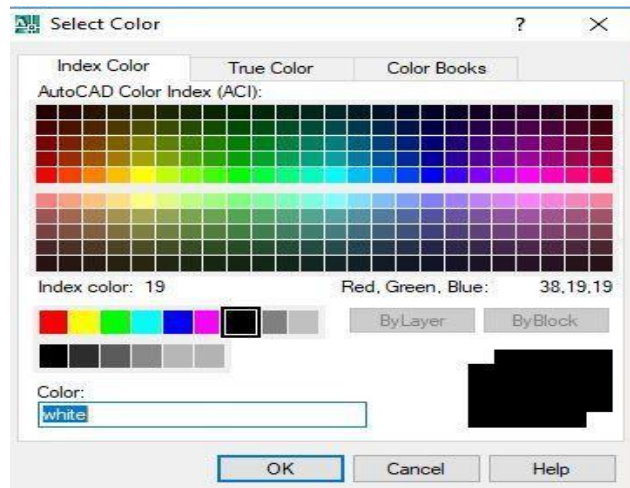 Select Color ?
Index Color True Color Color Books
AutoCAD Color Index (ACI):
Index color: 19 Red, Green, Blue: 38,19,19
ByLayer ByBlock
Color:
white
OK Cancel Help